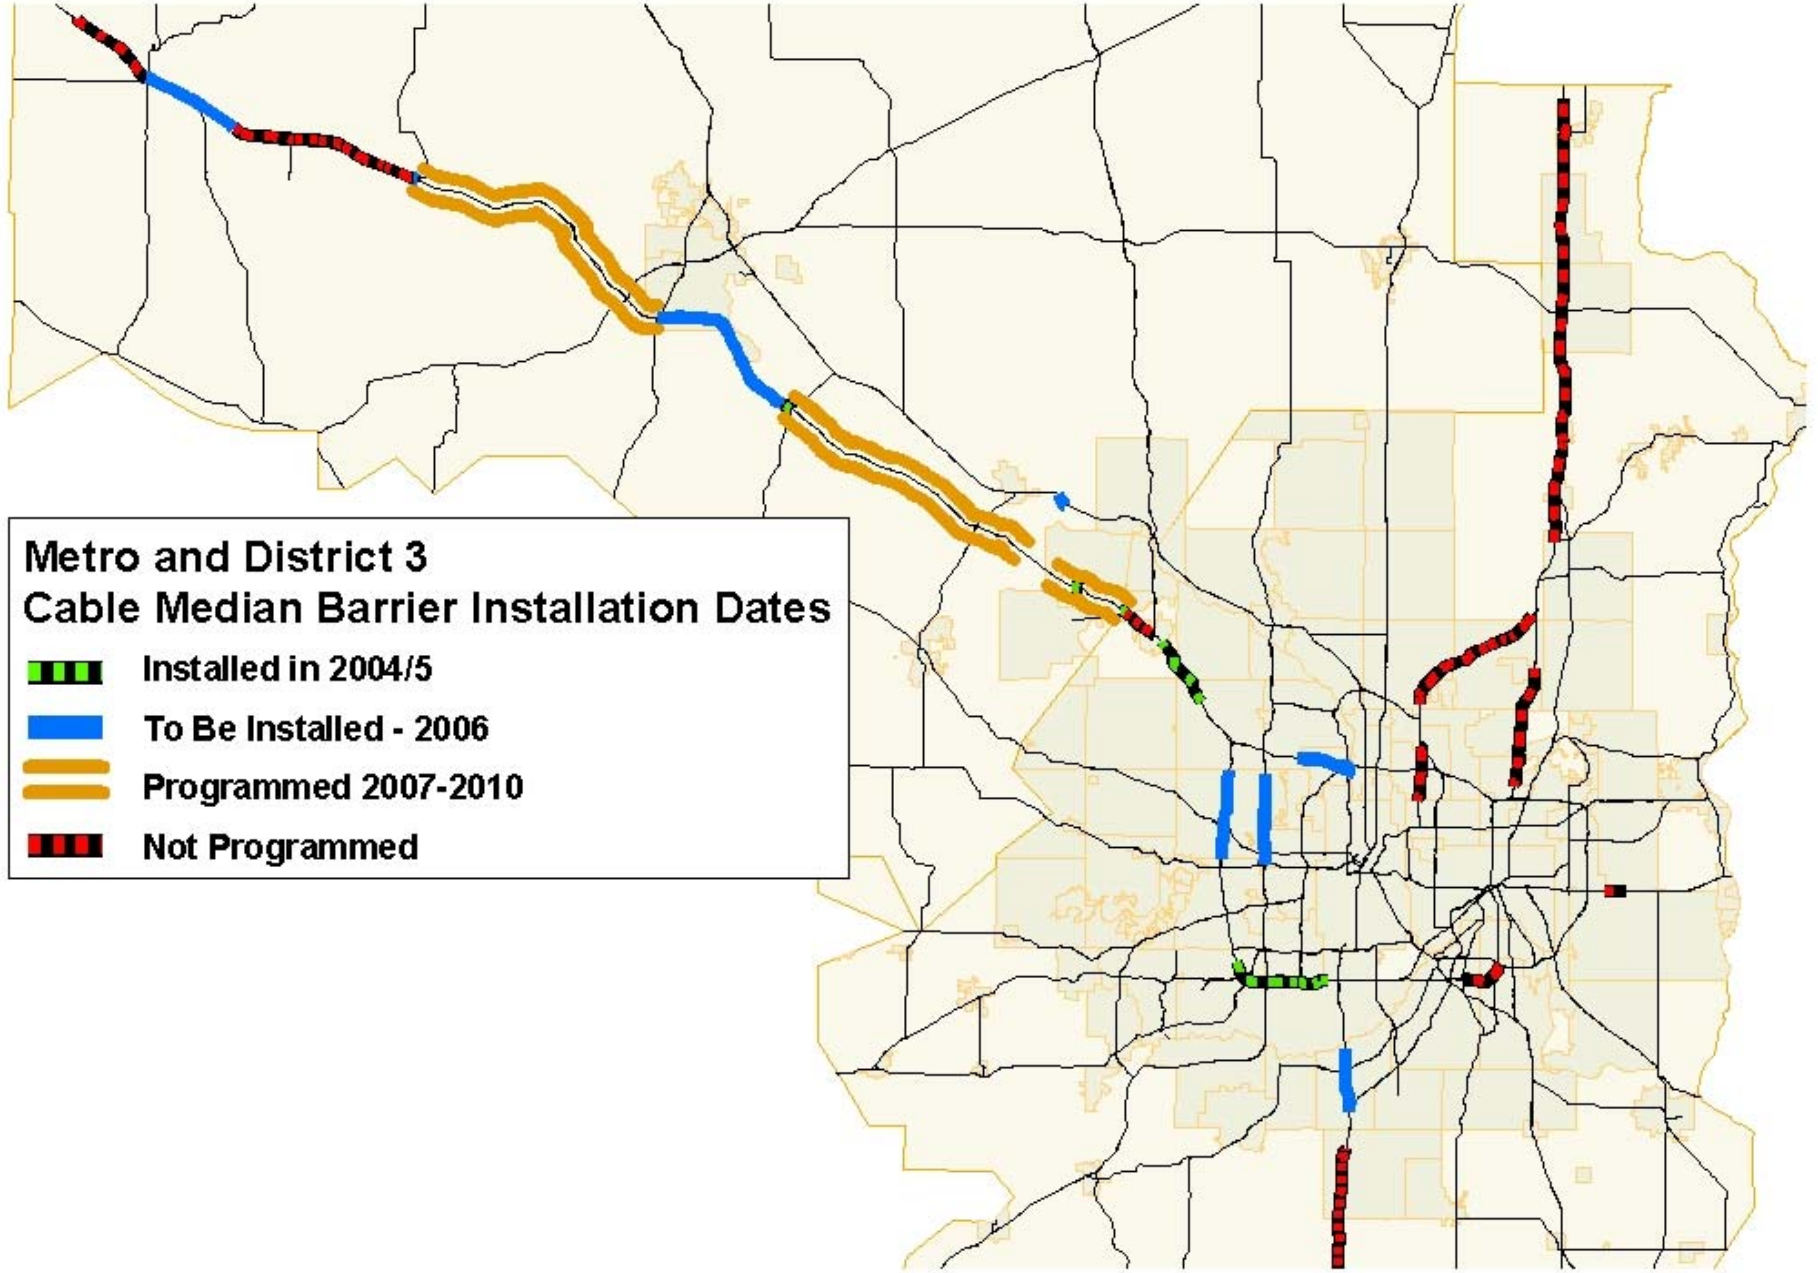 Metro and District 3
Cable Median Barrier Installation Dates
Installed in 2004/5
To Be Installed - 2006
Programmed 2007-2010
Not Programmed